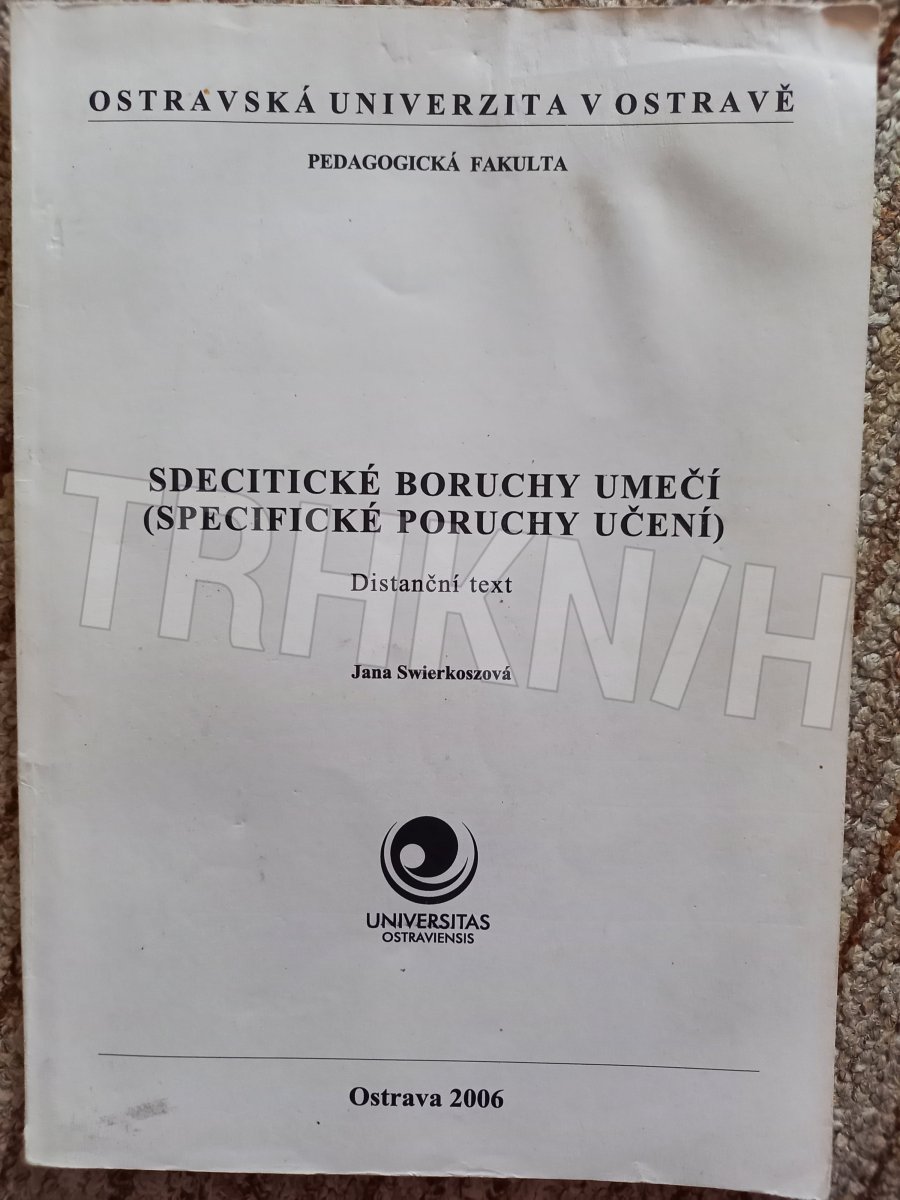 OSTRAVSKÁ UNIVERZITA V OSTRAVĚ
PEDAGOGICKÁ FAKULTA
SDECITICKÉ BORUCHY UMEČÍ
(SPECIFICKÉ PORUCHY UČENÍ)
Distanční text
TRHKN/H
Jana Swierkoszová
UNIVERSITAS
OSTRAVIENSIS
Ostrava 2006